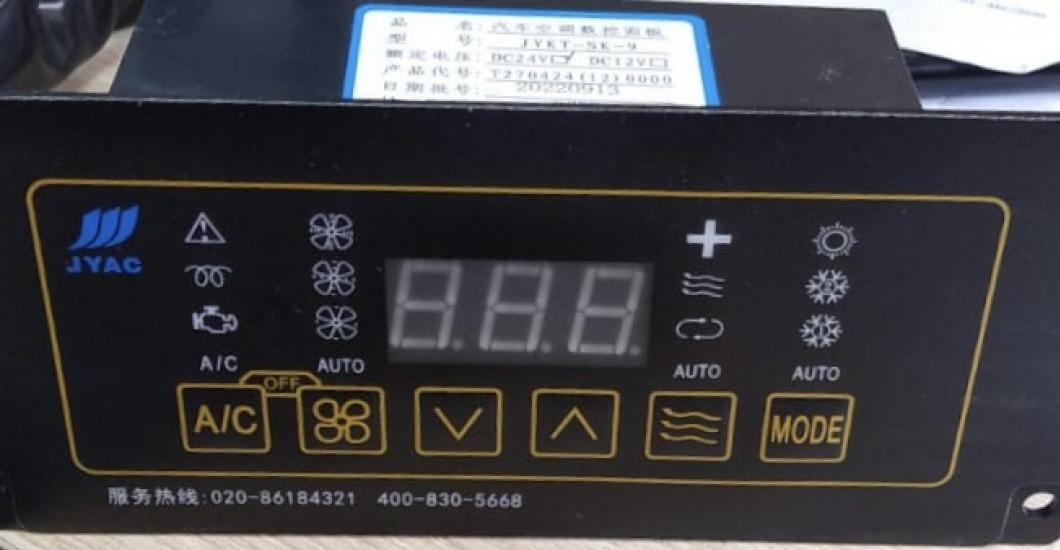 品 名: 汽车空调数控面板
型 号: JYKT-SK-9
额定电压: DC24V☑ DC12V☐
产品代号: T270424(12)0000
日期批号: 20220913
JYAC
A/C AUTO AUTO AUTO
OFF
A/C MODE
服务热线:020-86184321 400-830-5668